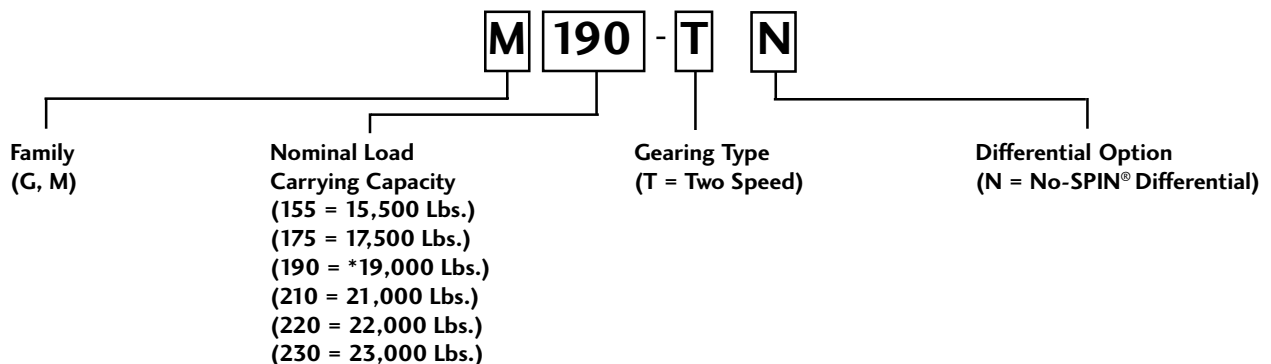 M 190 - T N
Family
(G, M)
Nominal Load
Carrying Capacity
(155 = 15,500 Lbs.)
(175 = 17,500 Lbs.)
(190 = *19,000 Lbs.)
(210 = 21,000 Lbs.)
(220 = 22,000 Lbs.)
(230 = 23,000 Lbs.)
Gearing Type
(T = Two Speed)
Differential Option
(N = No-SPIN® Differential)